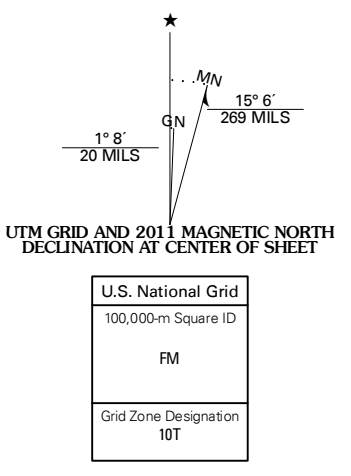 ★
MN
GN
15° 6´
269 MILS
1° 8´
20 MILS
UTM GRID AND 2011 MAGNETIC NORTH
DECLINATION AT CENTER OF SHEET
U.S. National Grid
100,000-m Square ID
FM
Grid Zone Designation
10T